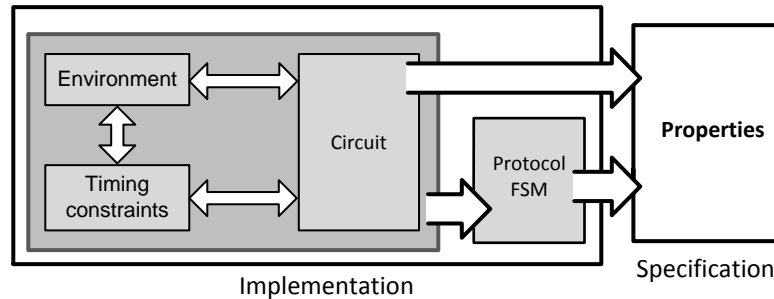 Environment
Timing
constraints
Circuit
Protocol
FSM
Properties
Implementation
Specification